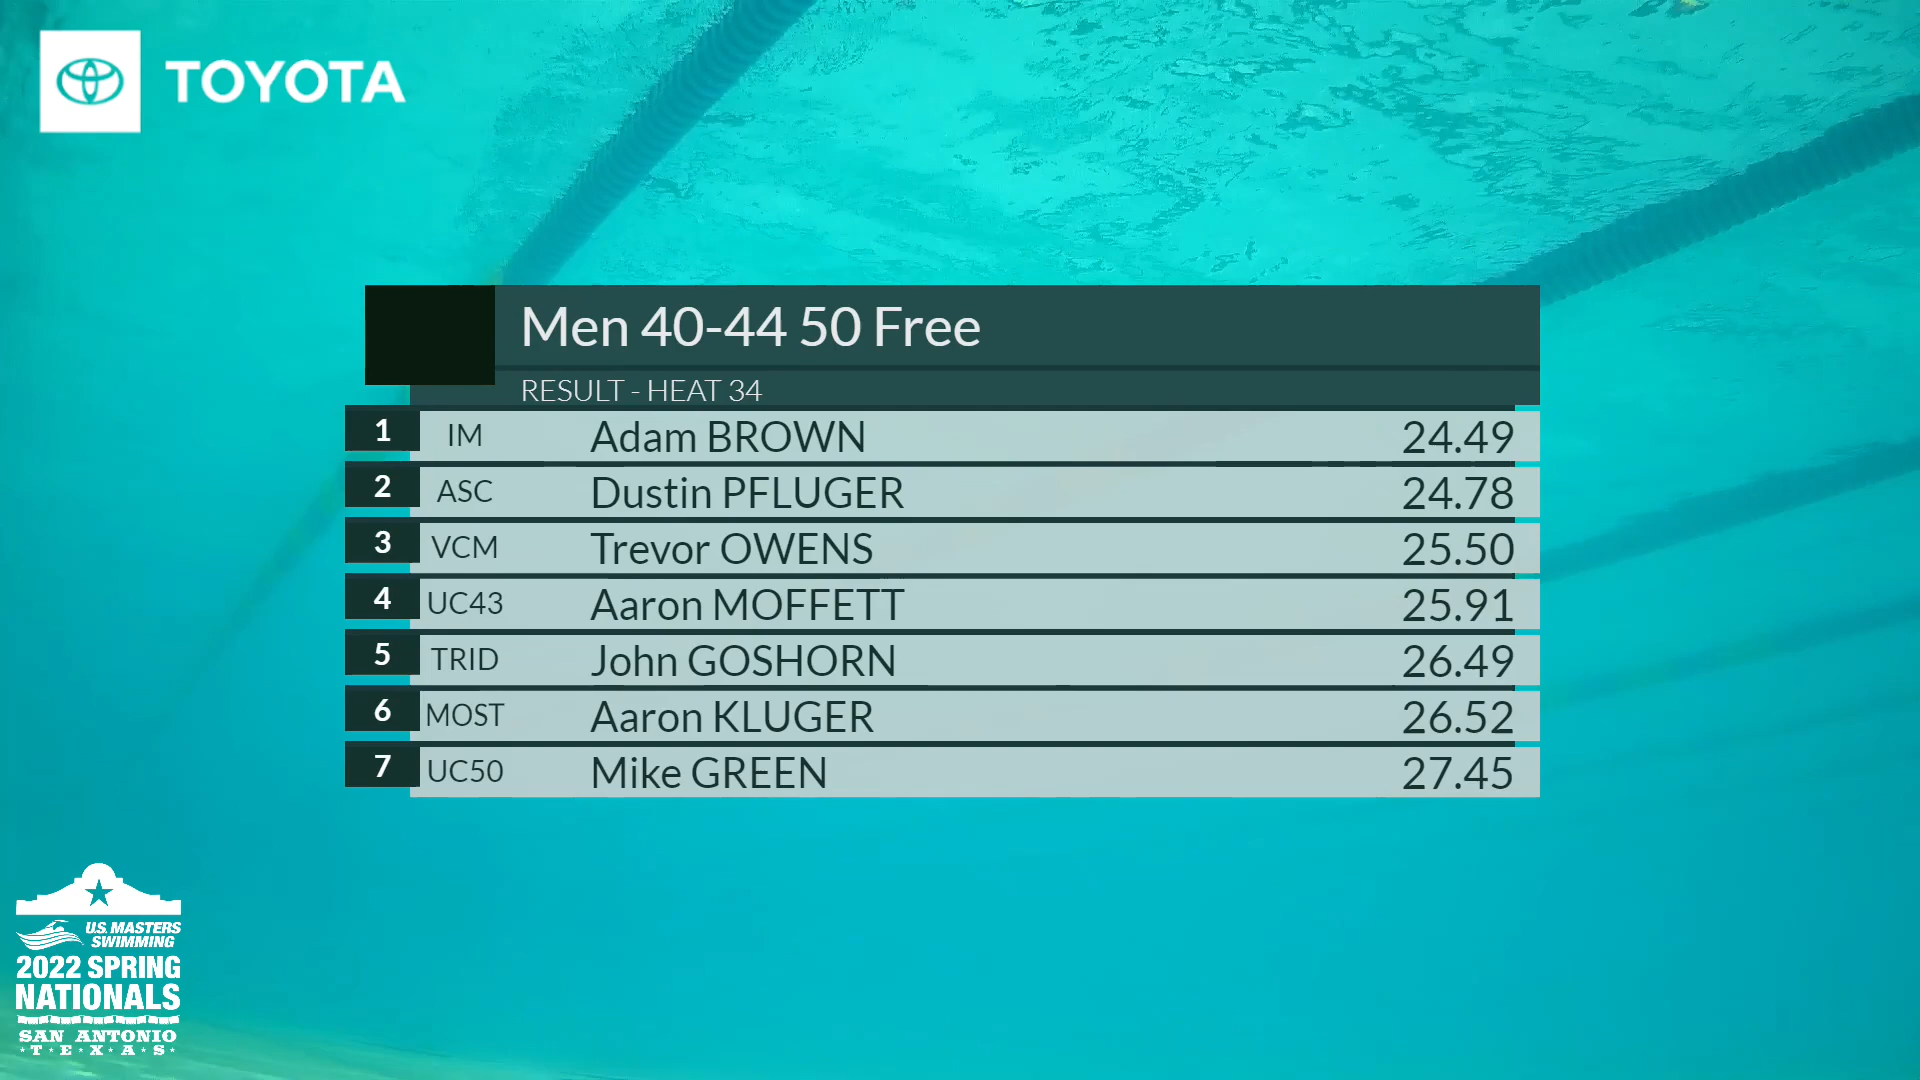 TOYOTA
Men 40-44 50 Free
RESULT - HEAT 34
1 IM Adam BROWN 24.49
2 ASC Dustin PFLUGER 24.78
3 VCM Trevor OWENS 25.50
4 UC43 Aaron MOFFETT 25.91
5 TRID John GOSHORN 26.49
6 MOST Aaron KLUGER 26.52
7 UC50 Mike GREEN 27.45
U.S. MASTERS
SWIMMING
2022 SPRING
NATIONALS
SAN ANTONIO
T·E·X·A·S